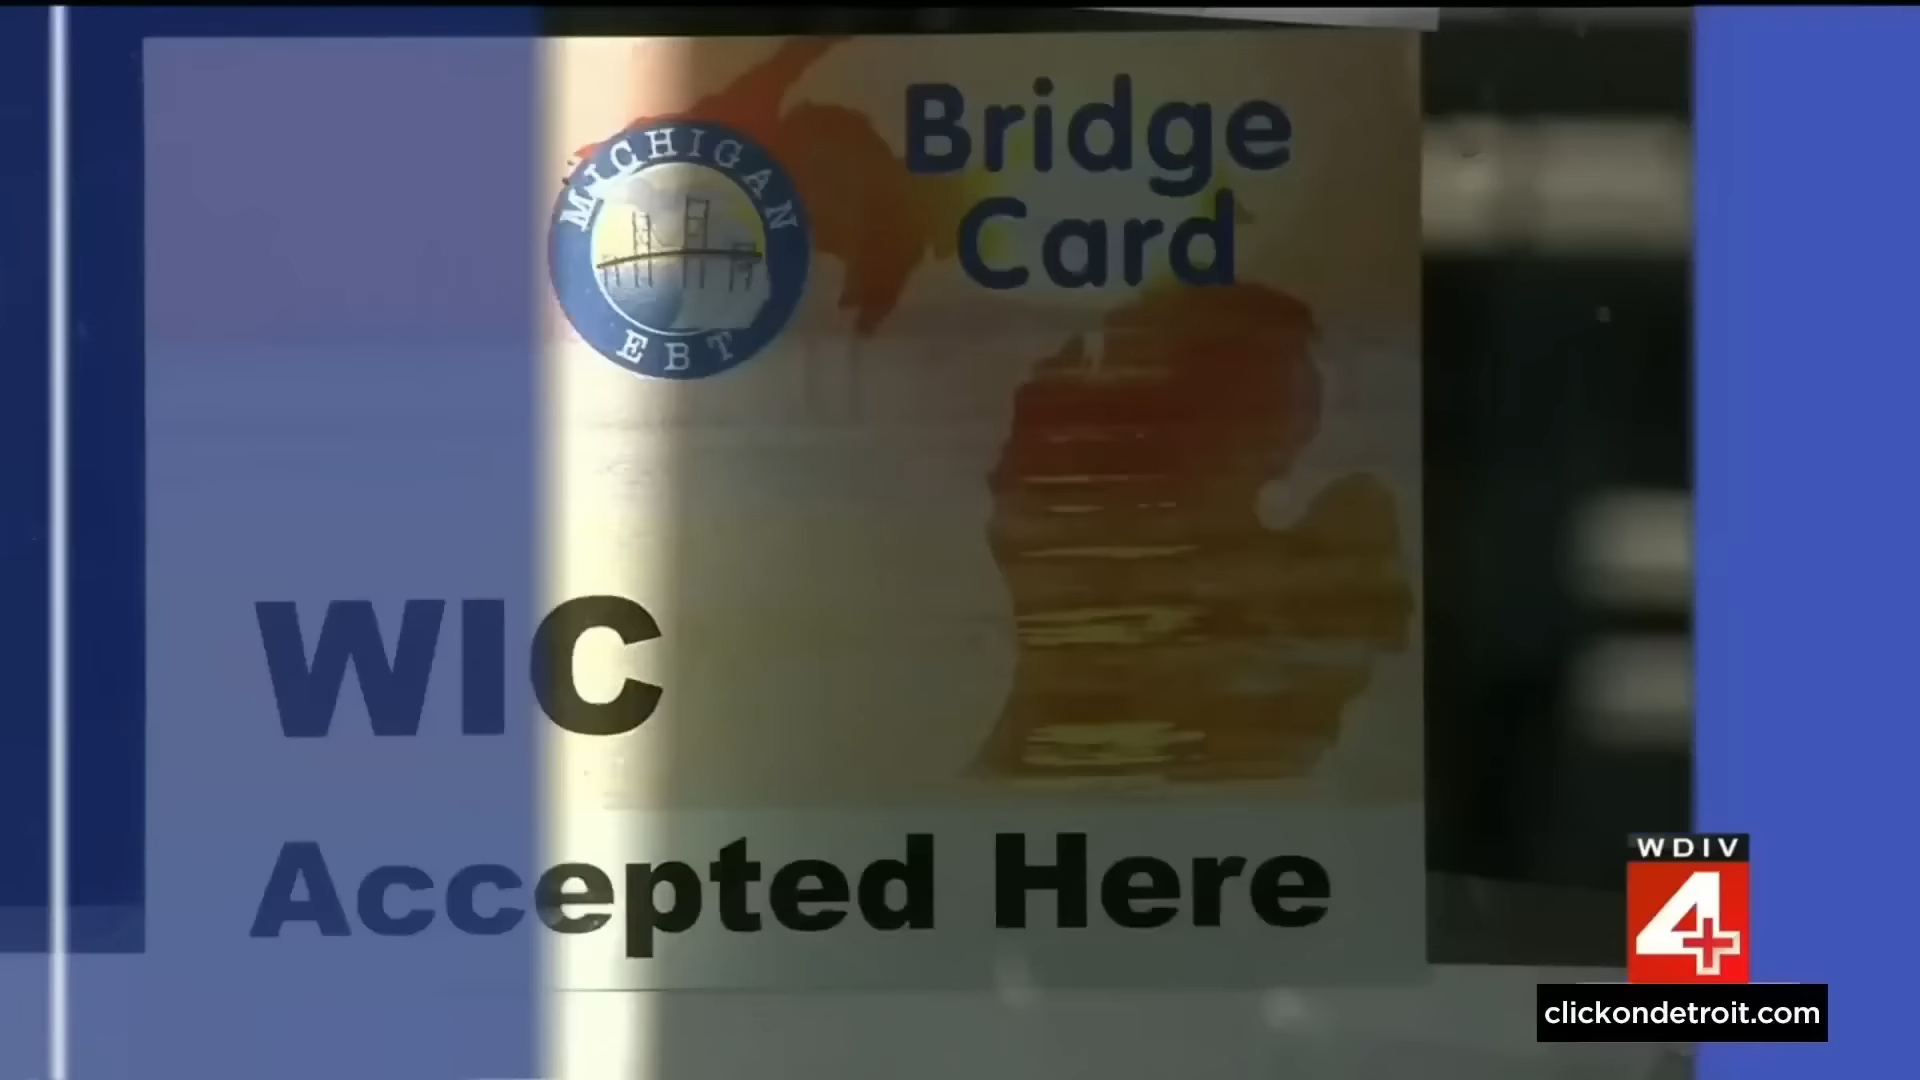 Bridge
Card
MICHIGAN
EBT
WIC
Accepted Here
WDIV
4
clickondetroit.com